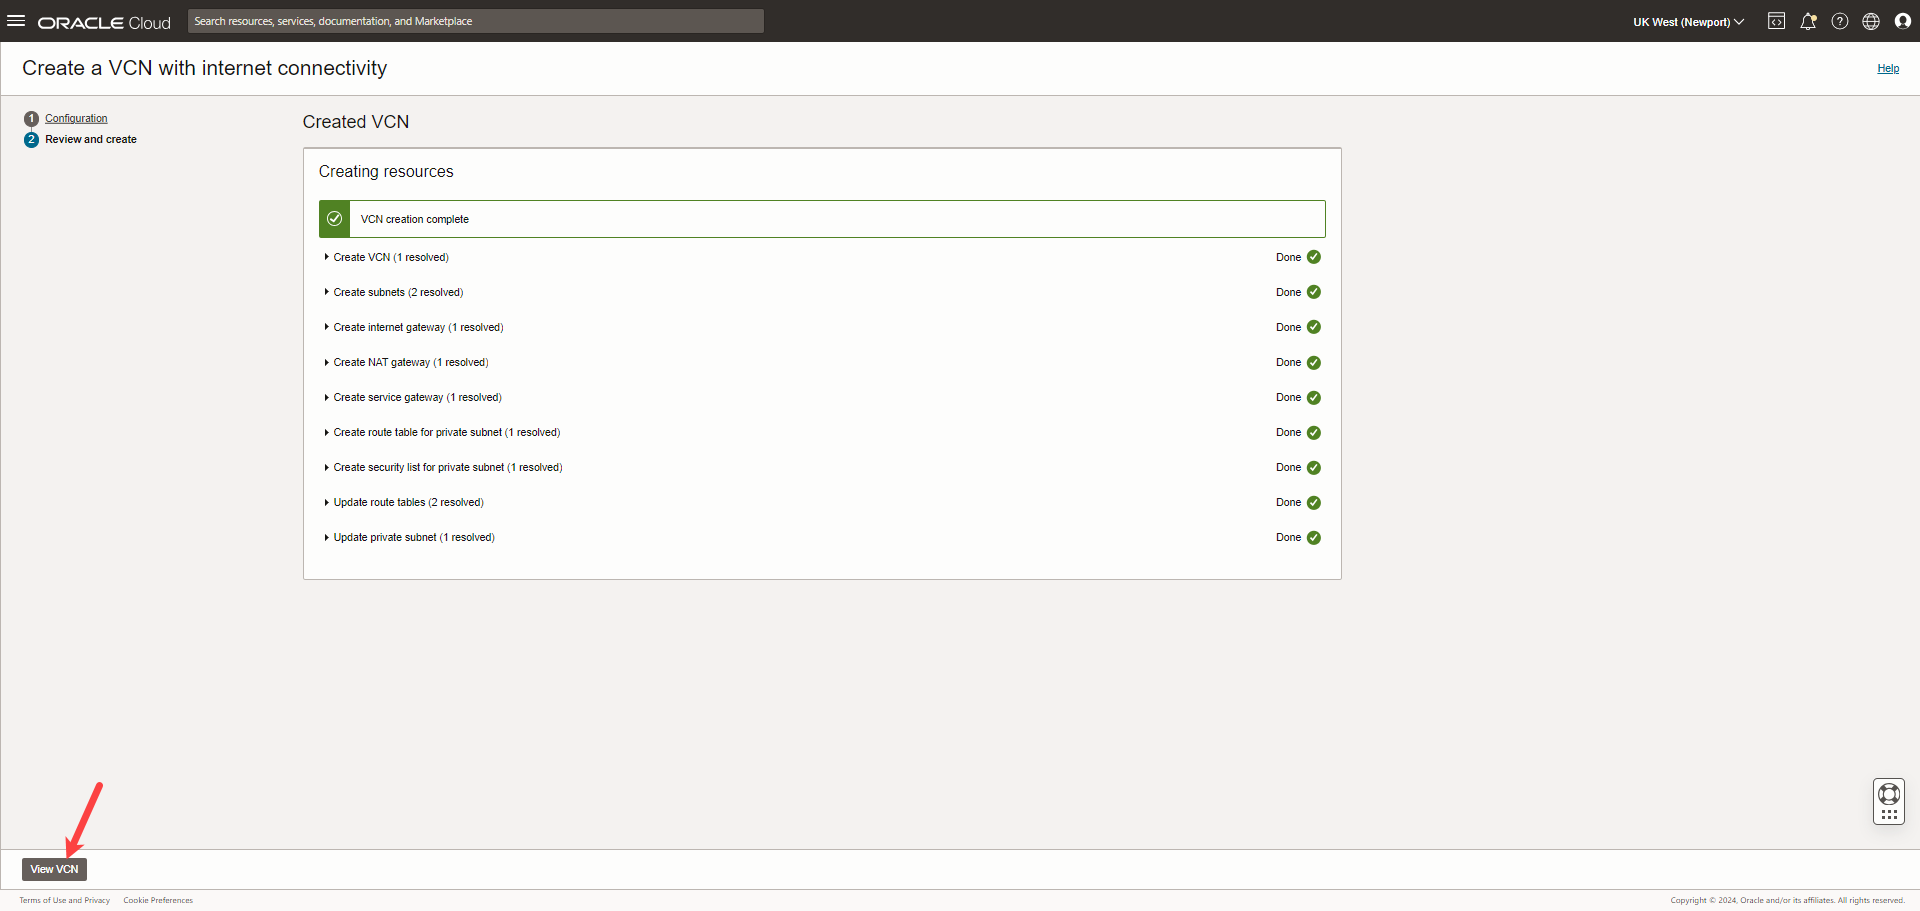 ORACLE Cloud
Search resources, services, documentation, and Marketplace
UK West (Newport)
Create a VCN with internet connectivity
Help
1 Configuration
2 Review and create
Created VCN
Creating resources
VCN creation complete
Create VCN (1 resolved) Done
Create subnets (2 resolved) Done
Create internet gateway (1 resolved) Done
Create NAT gateway (1 resolved) Done
Create service gateway (1 resolved) Done
Create route table for private subnet (1 resolved) Done
Create security list for private subnet (1 resolved) Done
Update route tables (2 resolved) Done
Update private subnet (1 resolved) Done
View VCN
Terms of Use and Privacy Cookie Preferences
Copyright © 2024, Oracle and/or its affiliates. All rights reserved.